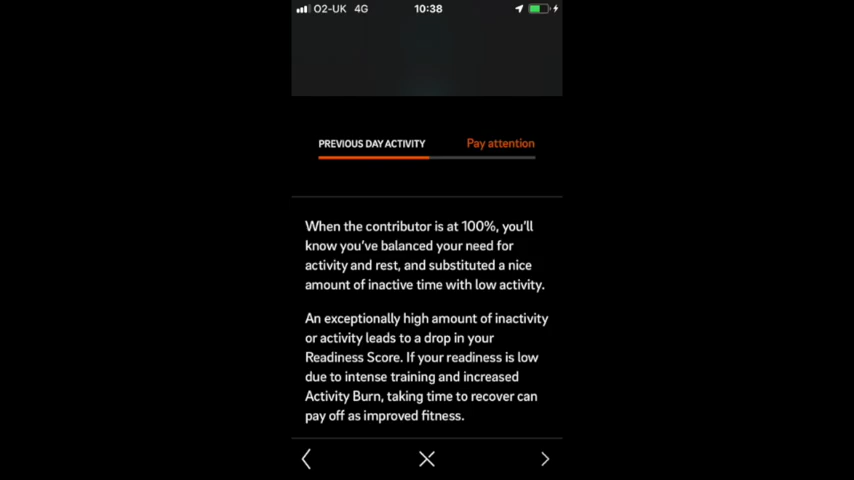 O2-UK 4G 10:38
PREVIOUS DAY ACTIVITY Pay attention
When the contributor is at 100%, you'll
know you've balanced your need for
activity and rest, and substituted a nice
amount of inactive time with low activity.
An exceptionally high amount of inactivity
or activity leads to a drop in your
Readiness Score. If your readiness is low
due to intense training and increased
Activity Burn, taking time to recover can
pay off as improved fitness.